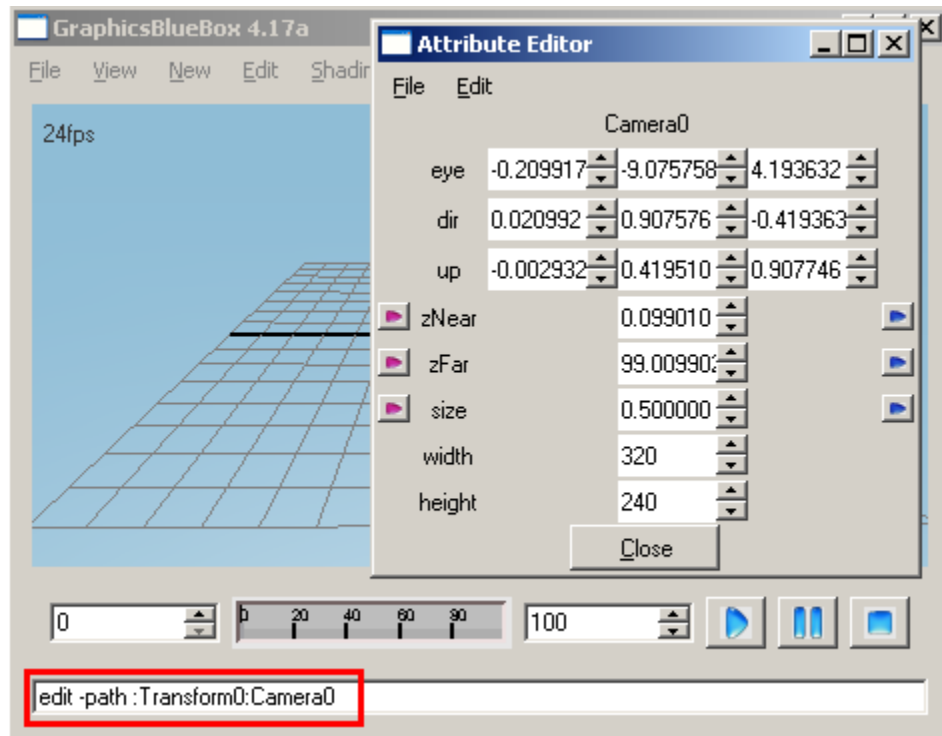 GraphicsBlueBox 4.17a
File View New Edit Shadin
24fps
Attribute Editor
File Edit
Camera0
eye -0.209917 -9.075758 4.193632
dir 0.020992 0.907576 -0.419363
up -0.002932 0.419510 0.907746
zNear 0.099010
zFar 99.009902
size 0.500000
width 320
height 240
Close
0 0 20 40 60 80 100
edit -path :Transform0:Camera0